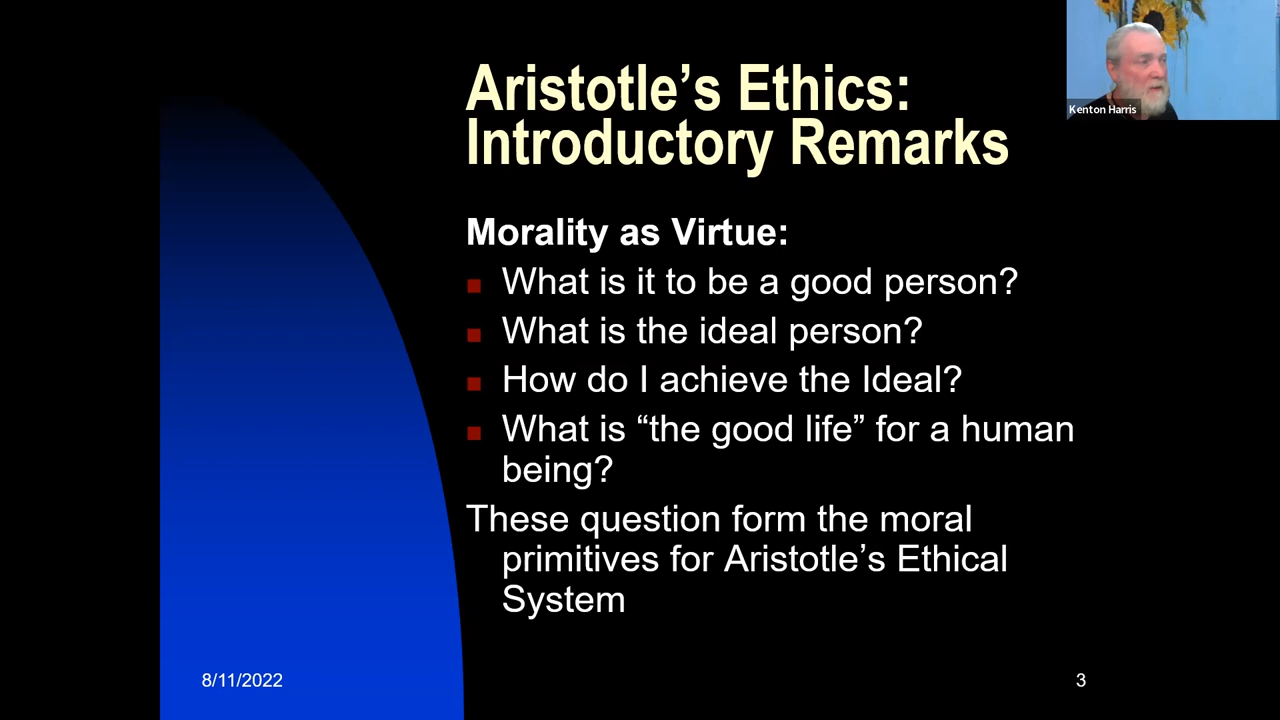 Aristotle’s Ethics:
Introductory Remarks
Kenton Harris
Morality as Virtue:
What is it to be a good person?
What is the ideal person?
How do I achieve the Ideal?
What is “the good life” for a human
being?
These question form the moral
primitives for Aristotle’s Ethical
System
8/11/2022
3